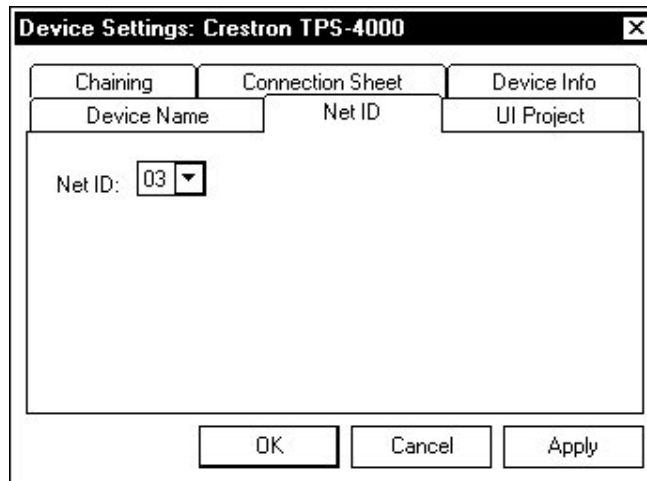 Device Settings: Crestron TPS-4000
Chaining Connection Sheet Device Info
Device Name Net ID UI Project
Net ID: 03
OK Cancel Apply